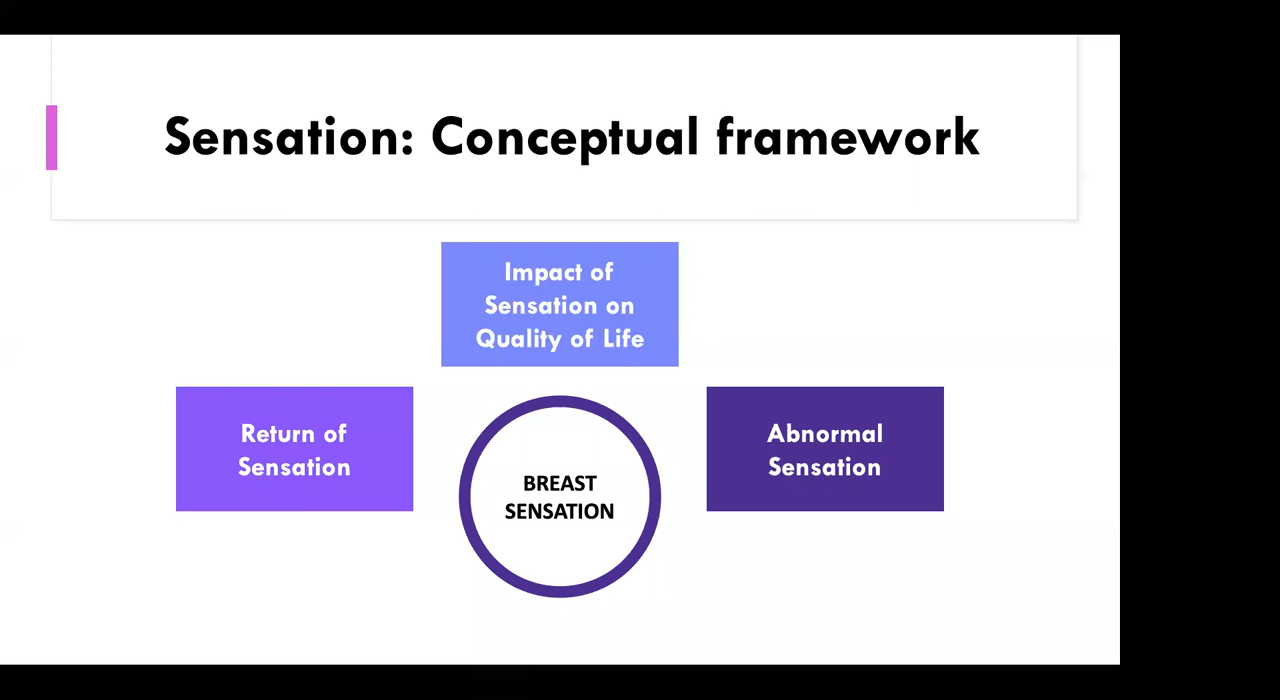 Sensation: Conceptual framework
Impact of
Sensation on
Quality of Life
Return of
Sensation
Abnormal
Sensation
BREAST
SENSATION